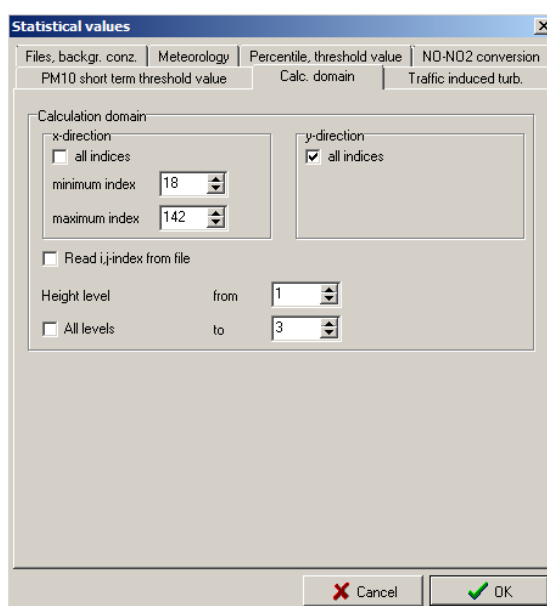 Statistical values
Files, backgr. conz. Meteorology Percentile, threshold value NO-NO2 conversion
PM10 short term threshold value Calc. domain Traffic induced turb.
Calculation domain
x-direction y-direction
all indices all indices
minimum index 18
maximum index 142
Read i,j-index from file
Height level from 1
All levels to 3
Cancel OK